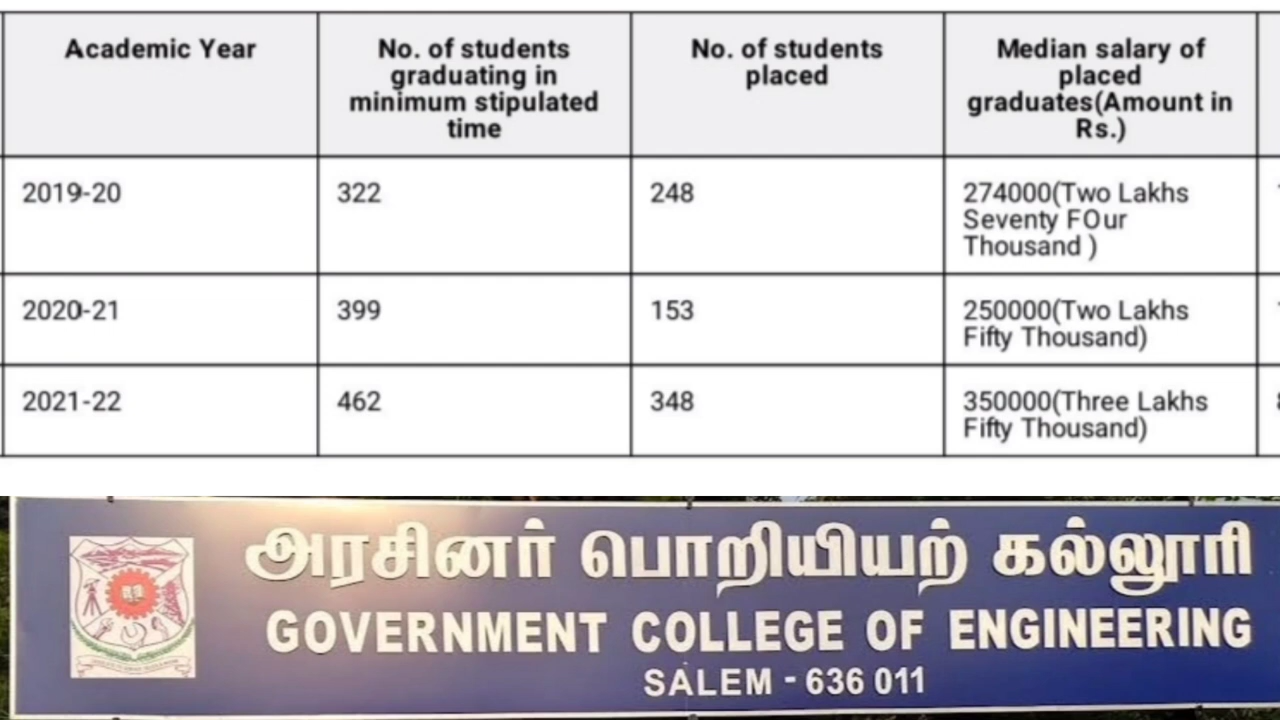 Academic Year
No. of students
graduating in
minimum stipulated
time
No. of students
placed
Median salary of
placed
graduates(Amount in
Rs.)
2019-20
322
248
274000(Two Lakhs
Seventy FOur
Thousand )
2020-21
399
153
250000(Two Lakhs
Fifty Thousand)
2021-22
462
348
350000(Three Lakhs
Fifty Thousand)
அரசினர் பொறியியற் கல்லூரி
GOVERNMENT COLLEGE OF ENGINEERING
SALEM - 636 011